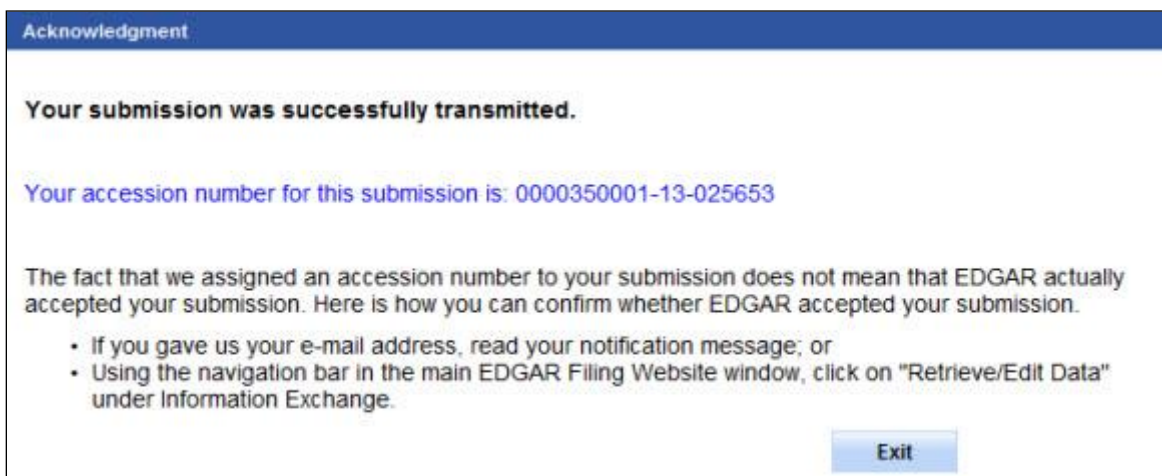 Acknowledgment
Your submission was successfully transmitted.
Your accession number for this submission is: 0000350001-13-025653
The fact that we assigned an accession number to your submission does not mean that EDGAR actually
accepted your submission. Here is how you can confirm whether EDGAR accepted your submission.
• If you gave us your e-mail address, read your notification message; or
• Using the navigation bar in the main EDGAR Filing Website window, click on "Retrieve/Edit Data"
under Information Exchange.
Exit